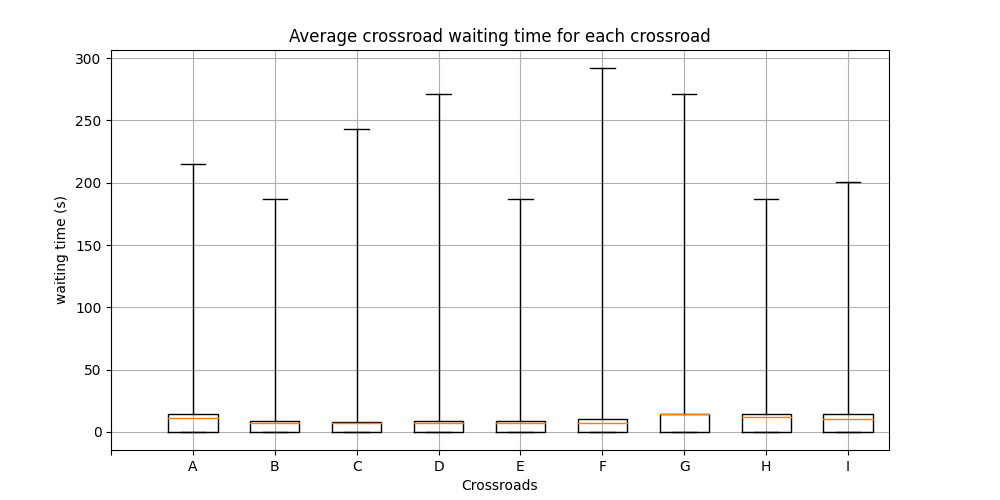 Average crossroad waiting time for each crossroad
300
250
200
150
100
50
0
waiting time (s)
A B C D E F G H I
Crossroads